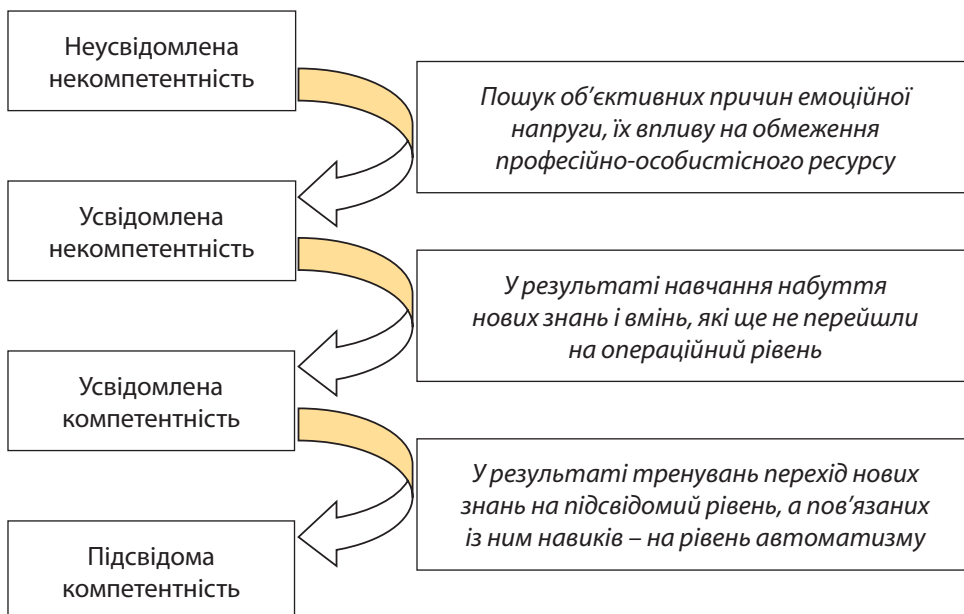 Неусвідомлена
некомпетентність
Пошук об’єктивних причин емоційної
напруги, їх впливу на обмеження
професійно-особистісного ресурсу
Усвідомлена
некомпетентність
У результаті навчання набуття
нових знань і вмінь, які ще не перейшли
на операційний рівень
Усвідомлена
компетентність
У результаті тренувань перехід нових
знань на підсвідомий рівень, а пов’язаних
із ним навиків – на рівень автоматизму
Підсвідома
компетентність